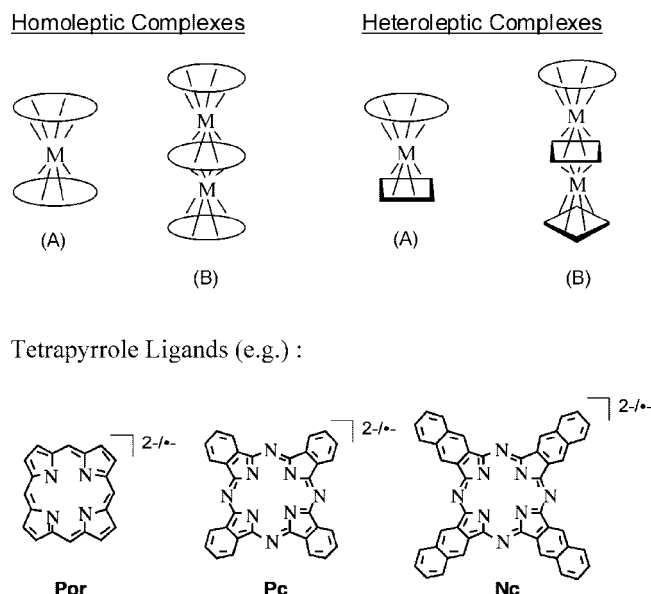 Homoleptic Complexes Heteroleptic Complexes
M M M M
M M
(A) (B) (A) (B)
Tetrapyrrole Ligands (e.g.) :
2-/•- 2-/•- 2-/•-
N N N N
N N N N N N N N
N N N N N N N N
Por Pc Nc